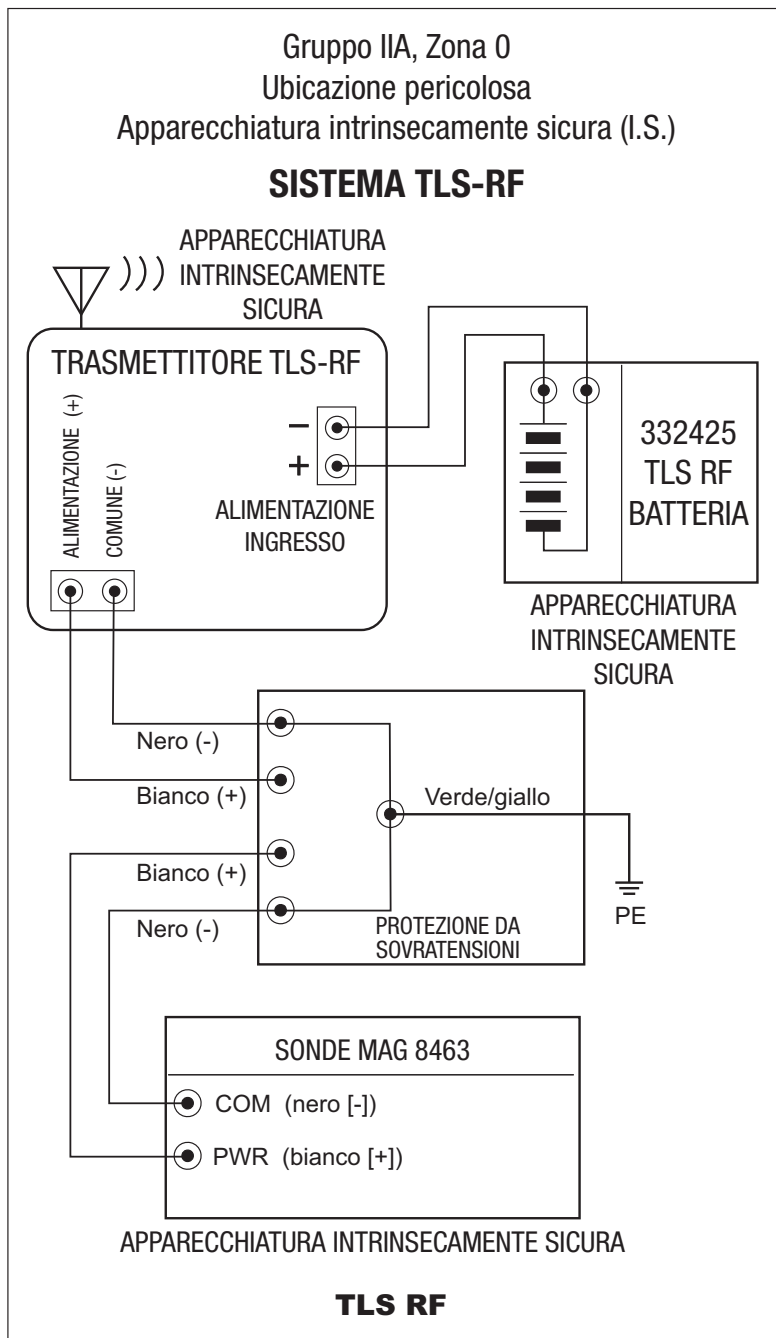 Gruppo IIA, Zona 0
Ubicazione pericolosa
Apparecchiatura intrinsecamente sicura (I.S.)
SISTEMA TLS-RF
APPARECCHIATURA
INTRINSECAMENTE
SICURA
TRASMETTITORE TLS-RF
ALIMENTAZIONE (+)
COMUNE (-)
–
+
ALIMENTAZIONE
INGRESSO
332425
TLS RF
BATTERIA
APPARECCHIATURA
INTRINSECAMENTE
SICURA
Nero (-)
Bianco (+)
Verde/giallo
Bianco (+)
Nero (-)
PE
PROTEZIONE DA
SOVRATENSIONI
SONDE MAG 8463
COM (nero [-])
PWR (bianco [+])
APPARECCHIATURA INTRINSECAMENTE SICURA
TLS RF